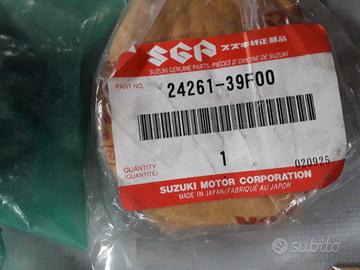 SGP スズキ純正部品
SUZUKI GENUINE PARTS/PIÈCES D'ORIGINE DE SUZUKI
PART NO. 24261-39F00
QUANTITY
(QUANTITÉ) 1
020925
SUZUKI MOTOR CORPORATION
MADE IN JAPAN/FABRIQUÉ AU JAPON
subito